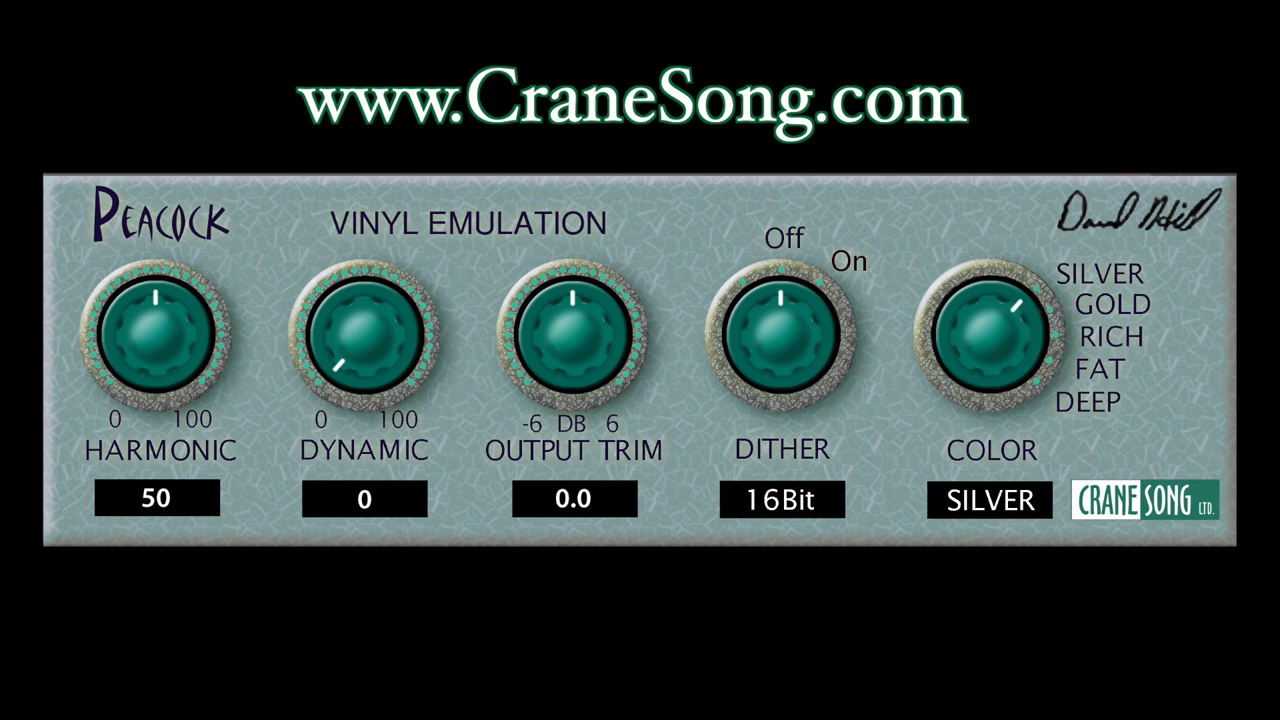 www.CraneSong.com
PEACOCK
VINYL EMULATION
Off
On
SILVER
GOLD
RICH
FAT
DEEP
0 100
0 100
-6 DB 6
HARMONIC
DYNAMIC
OUTPUT TRIM
DITHER
COLOR
50
0
0.0
16Bit
SILVER
CRANE SONG LTD.